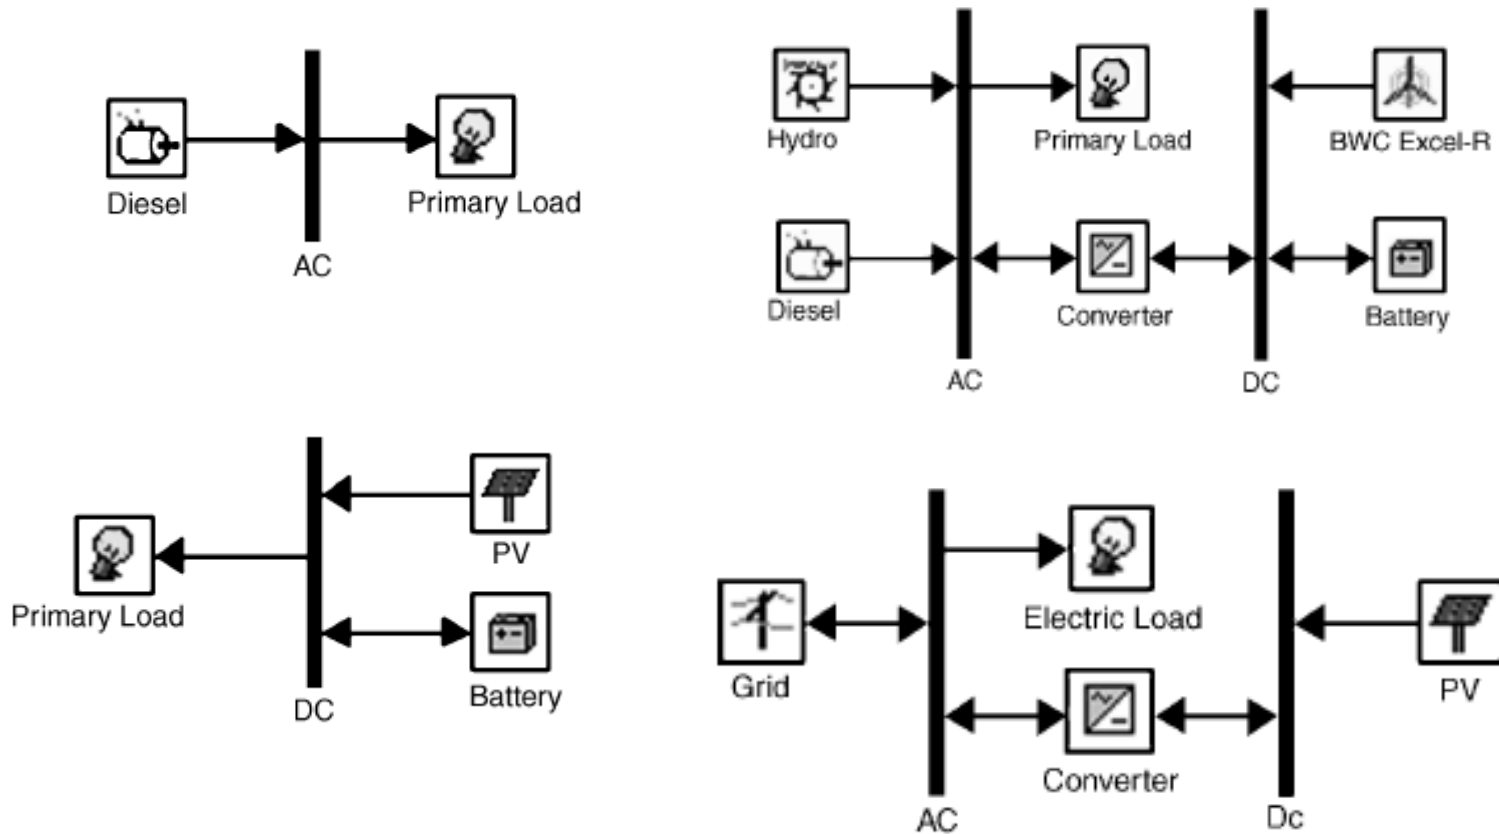 Diesel
Primary Load
AC
Hydro
Primary Load
BWC Excel-R
Diesel
Converter
Battery
AC
DC
PV
Primary Load
Battery
DC
Electric Load
Grid
PV
Converter
AC
Dc